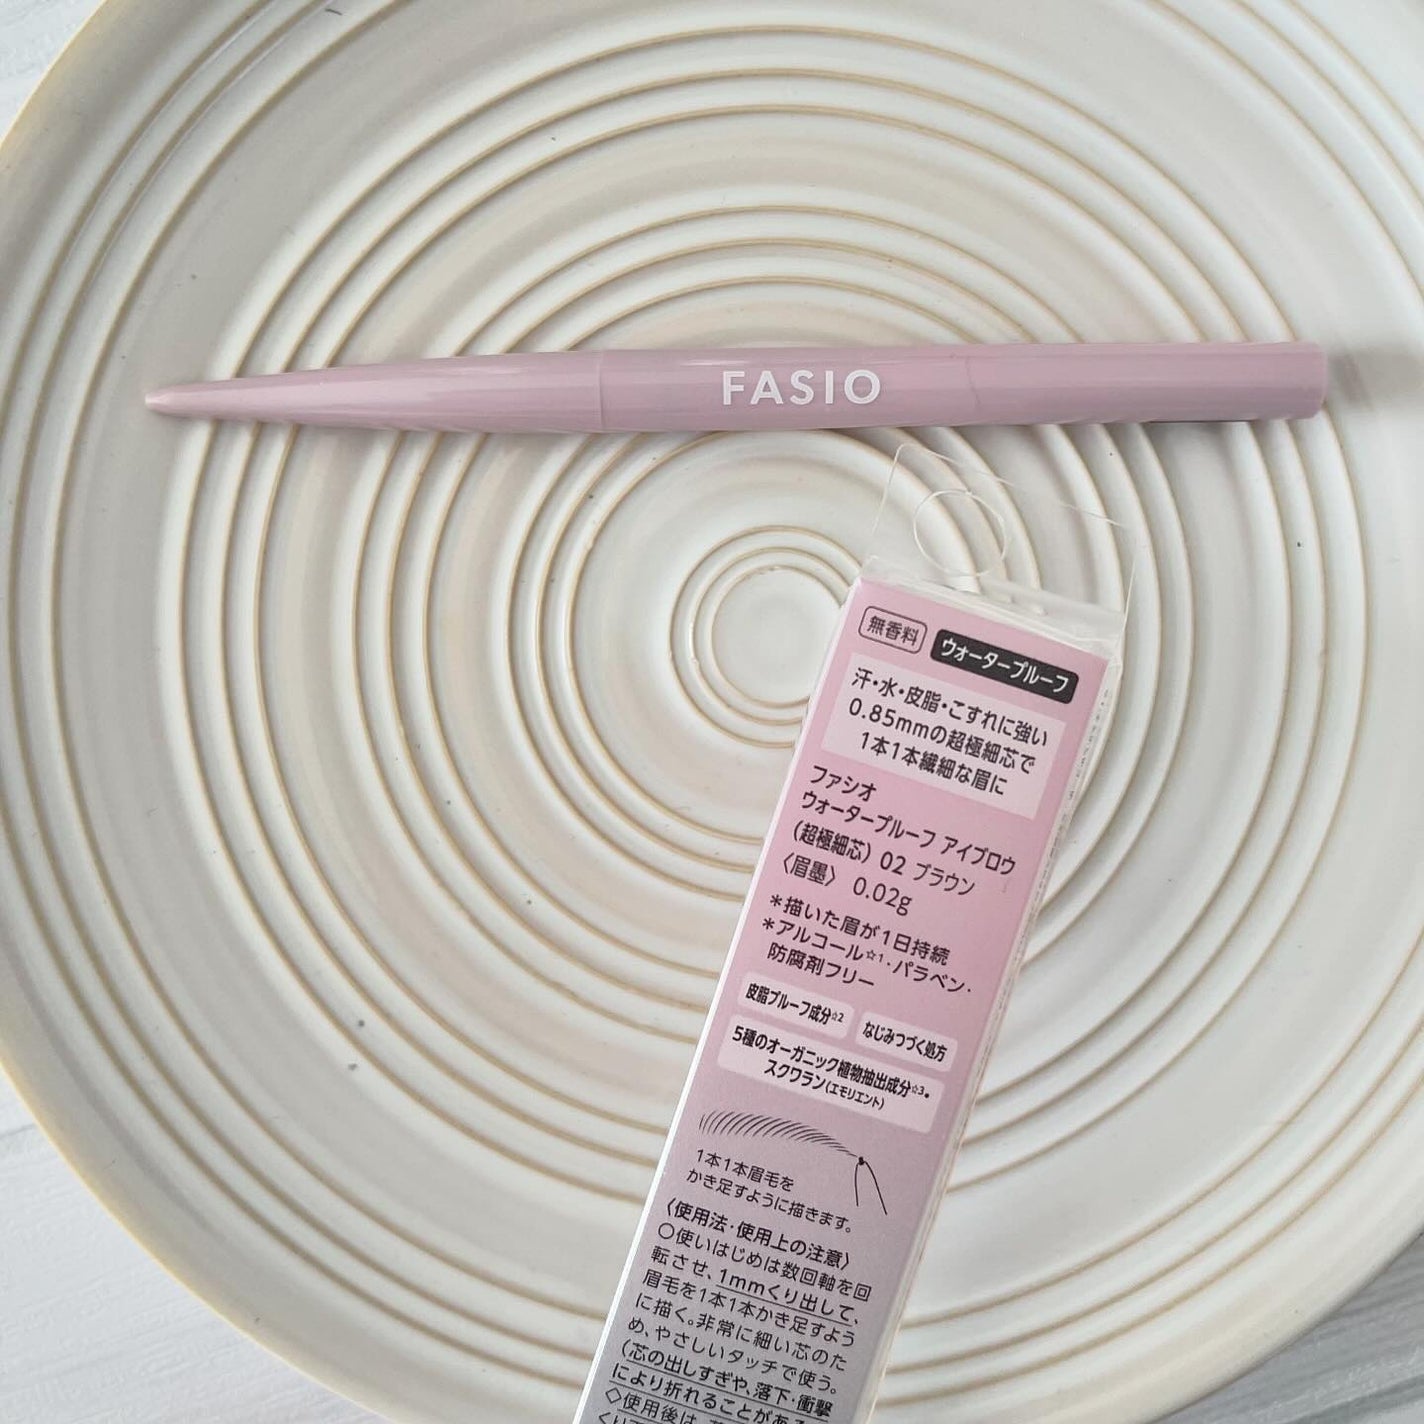 FASIO
無香料 ウォータープルーフ
汗・水・皮脂・こすれに強い
0.85mmの超極細芯で
1本1本繊細な眉に
ファシオ
ウォータープルーフ アイブロウ
(超極細芯) 02 ブラウン
〈眉墨〉 0.02g
*描いた眉が1日持続
*アルコール☆1・パラベン・
防腐剤フリー
皮脂プルーフ成分☆2 なじみつづく処方
5種のオーガニック植物抽出成分☆3・
スクワラン(エモリエント)
1本1本眉毛を
かき足すように描きます。
〈使用法・使用上の注意〉
○使いはじめは数回軸を回
転させ、1mmくり出して、
眉毛を1本1本かき足すよう
に描く。非常に細い芯のた
め、やさしいタッチで使う。
(芯の出しすぎや、落下・衝撃
により折れることがある
◇使用後は、